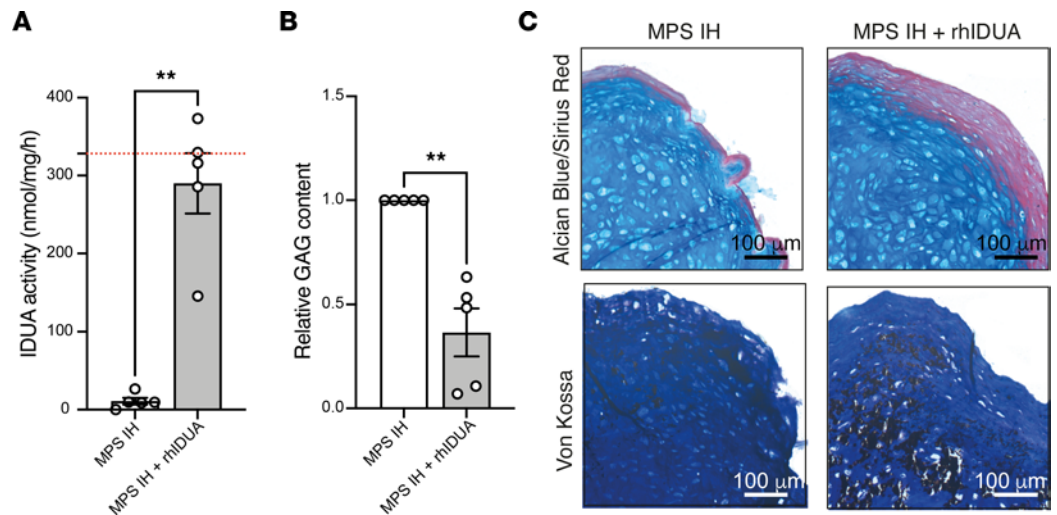 A
**
IDUA activity (nmol/mg/h)
400
300
200
100
0
MPS IH
MPS IH + rhIDUA
B
**
Relative GAG content
1.5
1.0
0.5
0.0
MPS IH
MPS IH + rhIDUA
C
MPS IH
MPS IH + rhIDUA
Alcian Blue/Sirius Red
100 μm
100 μm
Von Kossa
100 μm
100 μm